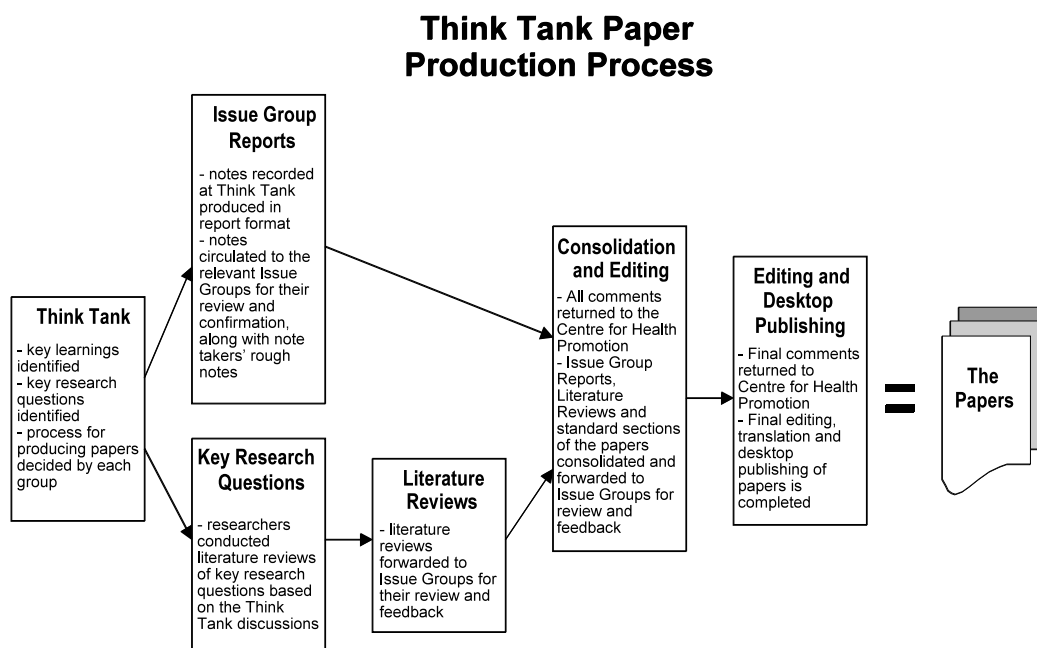 Think Tank Paper
Production Process
Issue Group
Reports
- notes recorded
at Think Tank
produced in
report format
- notes
circulated to the
relevant Issue
Groups for their
review and
confirmation,
along with note
takers' rough
notes
Think Tank
- key learnings
identified
- key research
questions
identified
- process for
producing papers
decided by each
group
Key Research
Questions
- researchers
conducted
literature reviews
of key research
questions based
on the Think
Tank discussions
Literature
Reviews
- literature
reviews
forwarded to
Issue Groups for
their review and
feedback
Consolidation
and Editing
- All comments
returned to the
Centre for Health
Promotion
- Issue Group
Reports,
Literature
Reviews and
standard sections
of the papers
consolidated and
forwarded to
Issue Groups for
review and
feedback
Editing and
Desktop
Publishing
- Final comments
returned to
Centre for Health
Promotion
- Final editing,
translation and
desktop
publishing of
papers is
completed
=
The
Papers